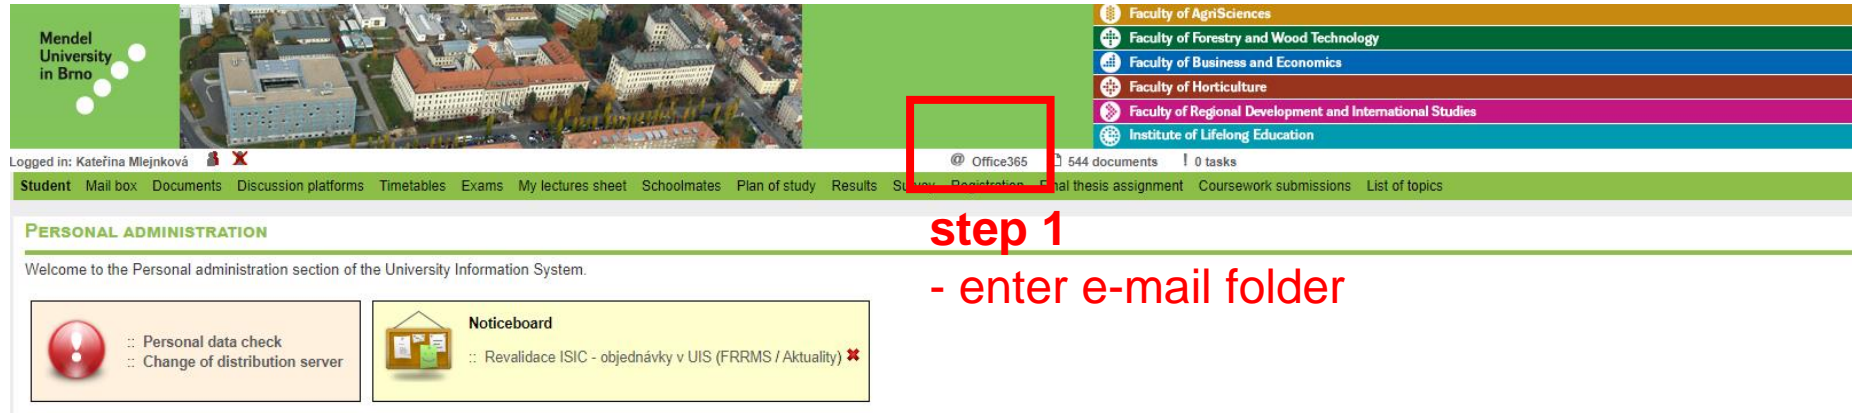 Mendel
University
in Brno
Faculty of AgriSciences
Faculty of Forestry and Wood Technology
Faculty of Business and Economics
Faculty of Horticulture
Faculty of Regional Development and International Studies
Institute of Lifelong Education
Logged in: Kateřina Mlejnková @ Office365 544 documents ! 0 tasks
Student Mail box Documents Discussion platforms Timetables Exams My lectures sheet Schoolmates Plan of study Results Survey Registration Final thesis assignment Coursework submissions List of topics
PERSONAL ADMINISTRATION
step 1
- enter e-mail folder
Welcome to the Personal administration section of the University Information System.
:: Personal data check
:: Change of distribution server
Noticeboard
:: Revalidace ISIC - objednávky v UIS (FRRMS / Aktuality)